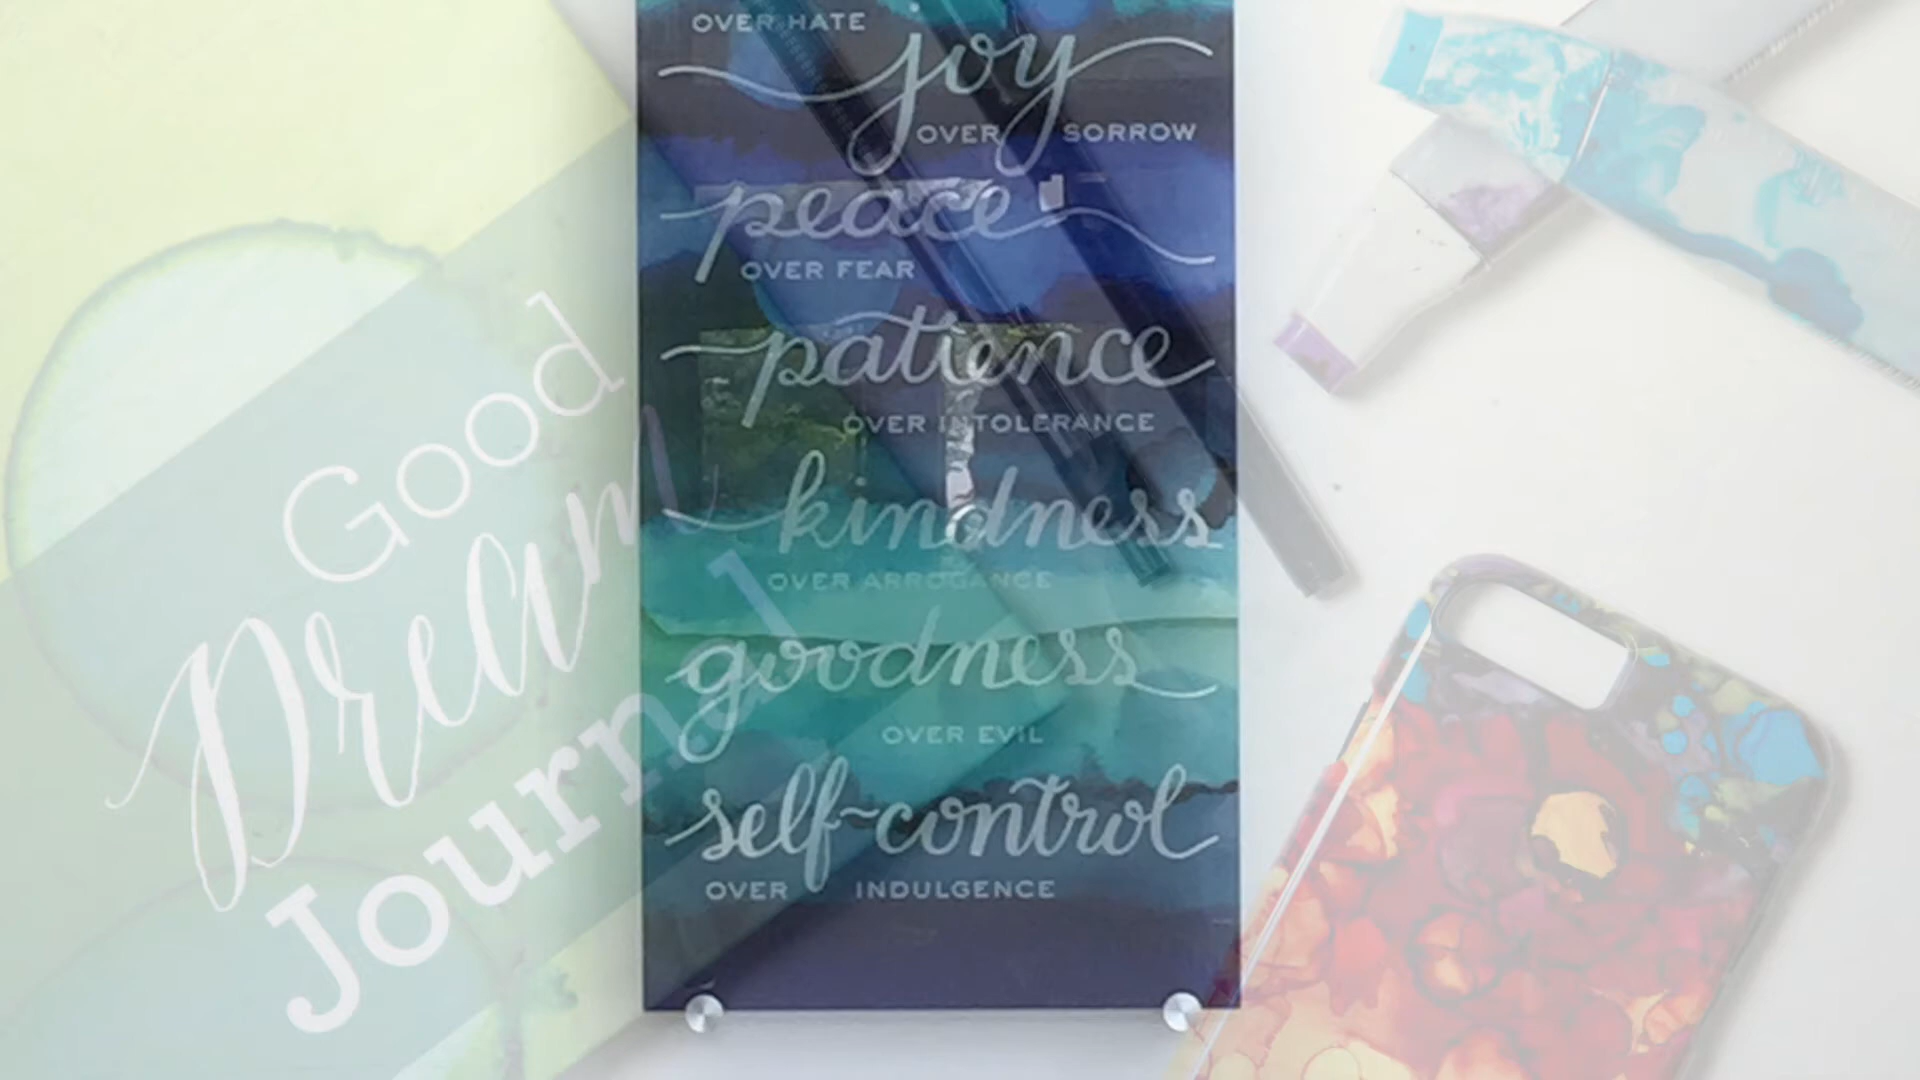 OVER HATE
joy
OVER SORROW
peace
OVER FEAR
patience
OVER INTOLERANCE
kindness
OVER ARROGANCE
goodness
OVER EVIL
self-control
OVER INDULGENCE
Good
Dream
Journal